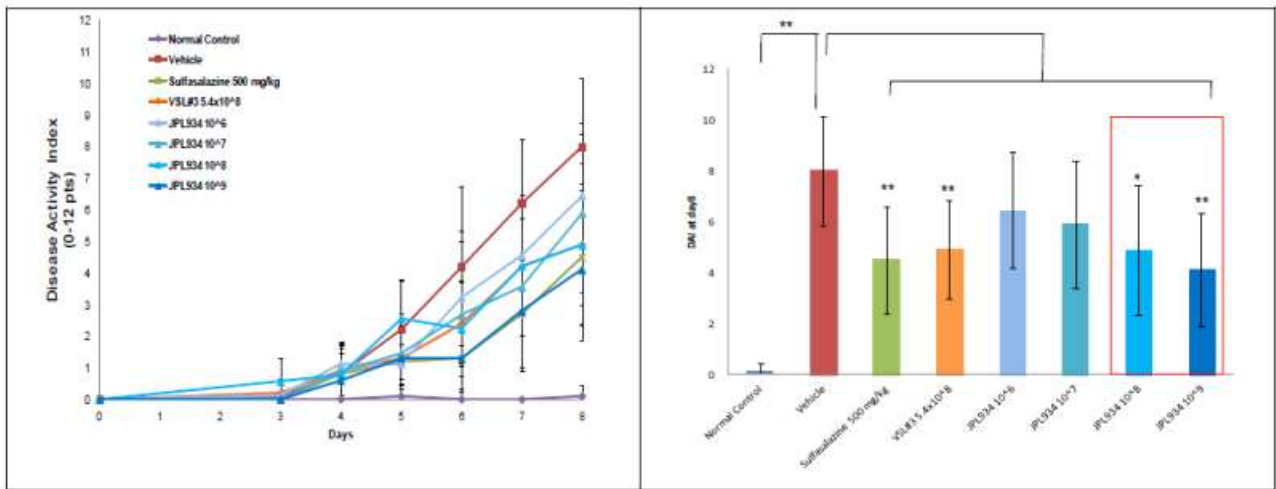 12
11
10
9
8
7
6
5
4
3
2
1
0
Disease Activity Index
(0-12 pts)
Normal Control
Vehicle
Sulfasalazine 500 mg/kg
VSL#3 5.4x10^8
JPL934 10^6
JPL934 10^7
JPL934 10^8
JPL934 10^9
0 1 2 3 4 5 6 7 8
Days
**
12
10
8
6
4
2
0
DAI at day8
** ** * **
Normal Control
Vehicle
Sulfasalazine 500 mg/kg
VSL#3 5.4x10^8
JPL934 10^6
JPL934 10^7
JPL934 10^8
JPL934 10^9